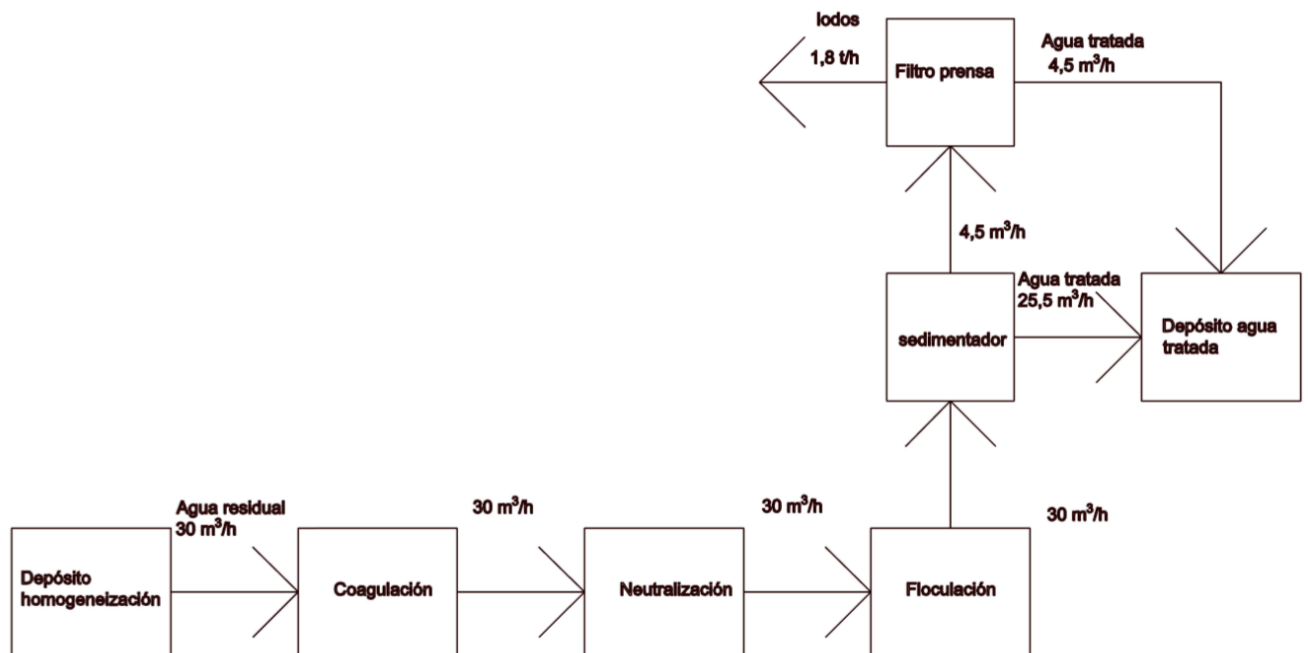 lodos
1,8 t/h
Filtro prensa
Agua tratada
4,5 m³/h
4,5 m³/h
Agua tratada
25,5 m³/h
sedimentador
Depósito agua
tratada
Agua residual
30 m³/h
30 m³/h
30 m³/h
30 m³/h
Depósito
homogeneización
Coagulación
Neutralización
Floculación